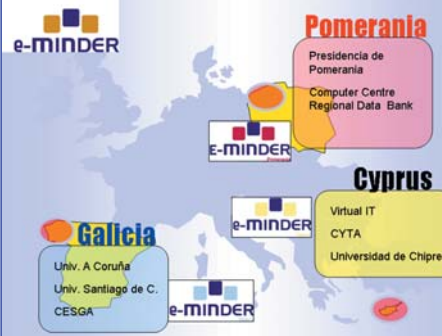 e-MINDER
Pomerania
Presidencia de
Pomerania
Computer Centre
Regional Data Bank
E-MINDER
Cyprus
e-MINDER
Virtual IT
CYTA
Universidad de Chipre
Galicia
Univ. A Coruña
Univ. Santiago de C.
CESGA
e-MINDER